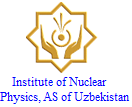 Institute of Nuclear
Physics, AS of Uzbekistan